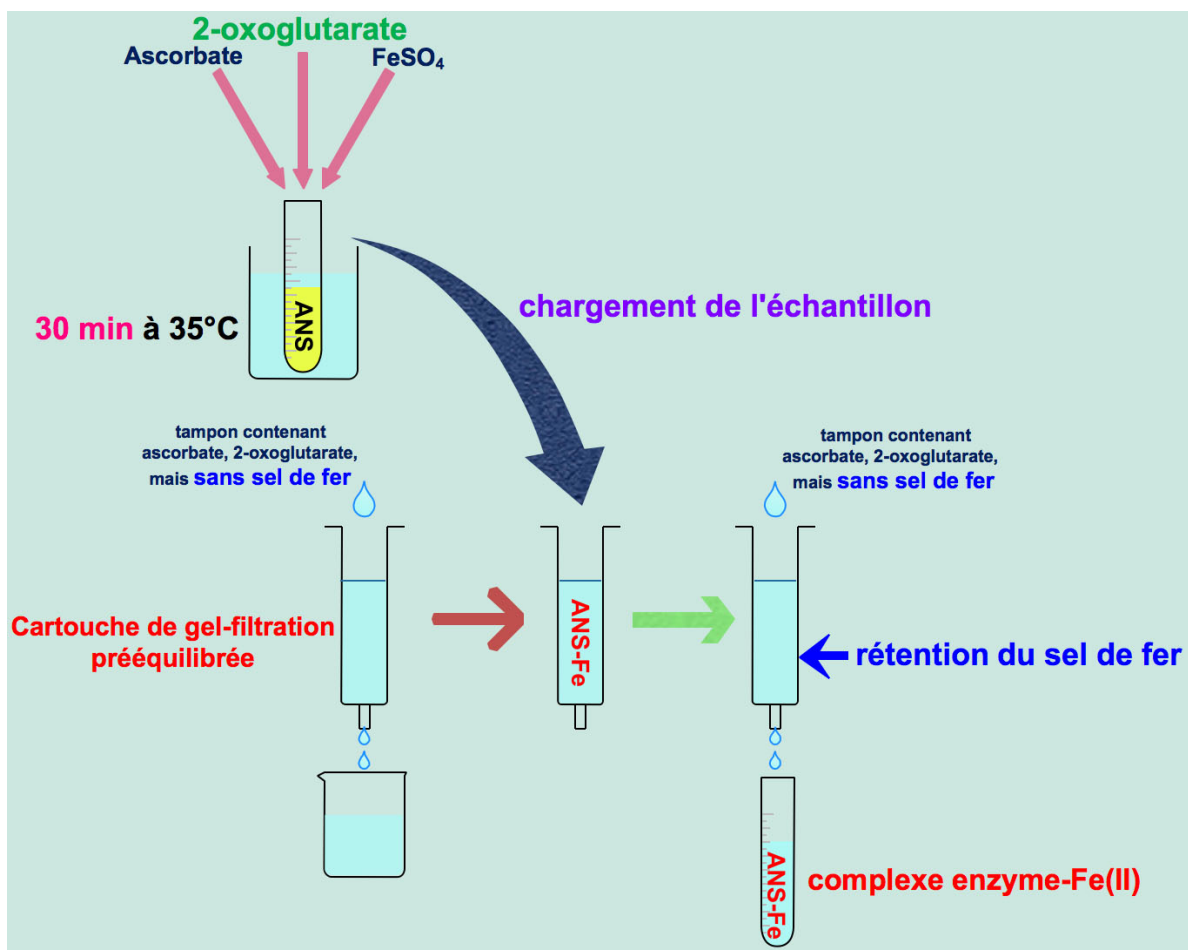 2-oxoglutarate
Ascorbate
FeSO₄
ANS
30 min à 35°C
chargement de l'échantillon
tampon contenant
ascorbate, 2-oxoglutarate,
mais sans sel de fer
tampon contenant
ascorbate, 2-oxoglutarate,
mais sans sel de fer
Cartouche de gel-filtration
prééquilibrée
ANS-Fe
rétention du sel de fer
ANS-Fe
complexe enzyme-Fe(II)